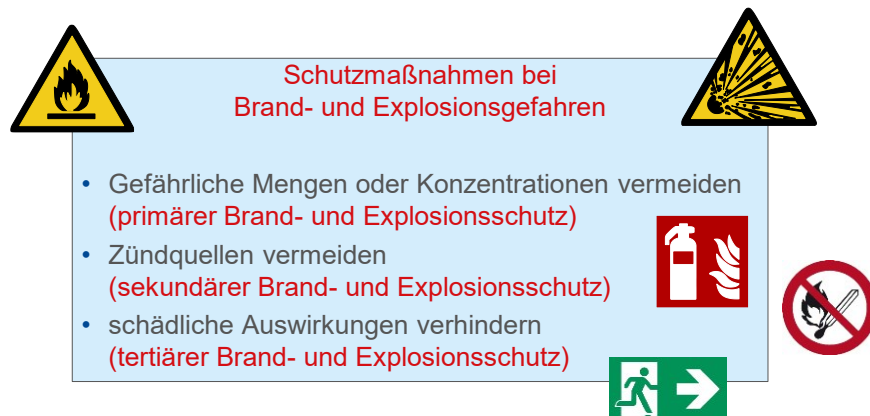 Schutzmaßnahmen bei
Brand- und Explosionsgefahren
• Gefährliche Mengen oder Konzentrationen vermeiden
(primärer Brand- und Explosionsschutz)
• Zündquellen vermeiden
(sekundärer Brand- und Explosionsschutz)
• schädliche Auswirkungen verhindern
(tertiärer Brand- und Explosionsschutz)